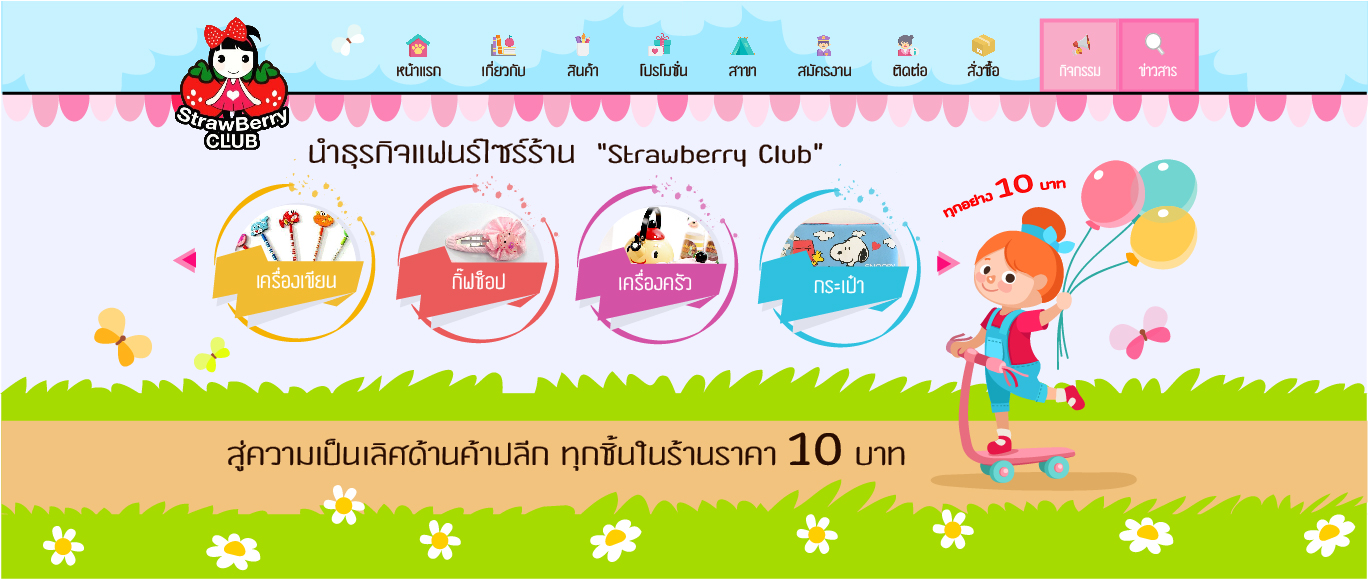 StrawBerry
CLUB
หน้าแรก
เกี่ยวกับ
สินค้า
โปรโมชั่น
สาขา
สมัครงาน
ติดต่อ
สั่งซื้อ
กิจกรรม
ข่าวสาร
นำธุรกิจแฟนร์ไซร์ร้าน "Strawberry Club"
ทุกอย่าง 10 บาท
เครื่องเขียน
กิ๊ฟช็อป
เครื่องครัว
กระเป๋า
สู่ความเป็นเลิศด้านค้าปลีก ทุกชิ้นในร้านราคา 10 บาท